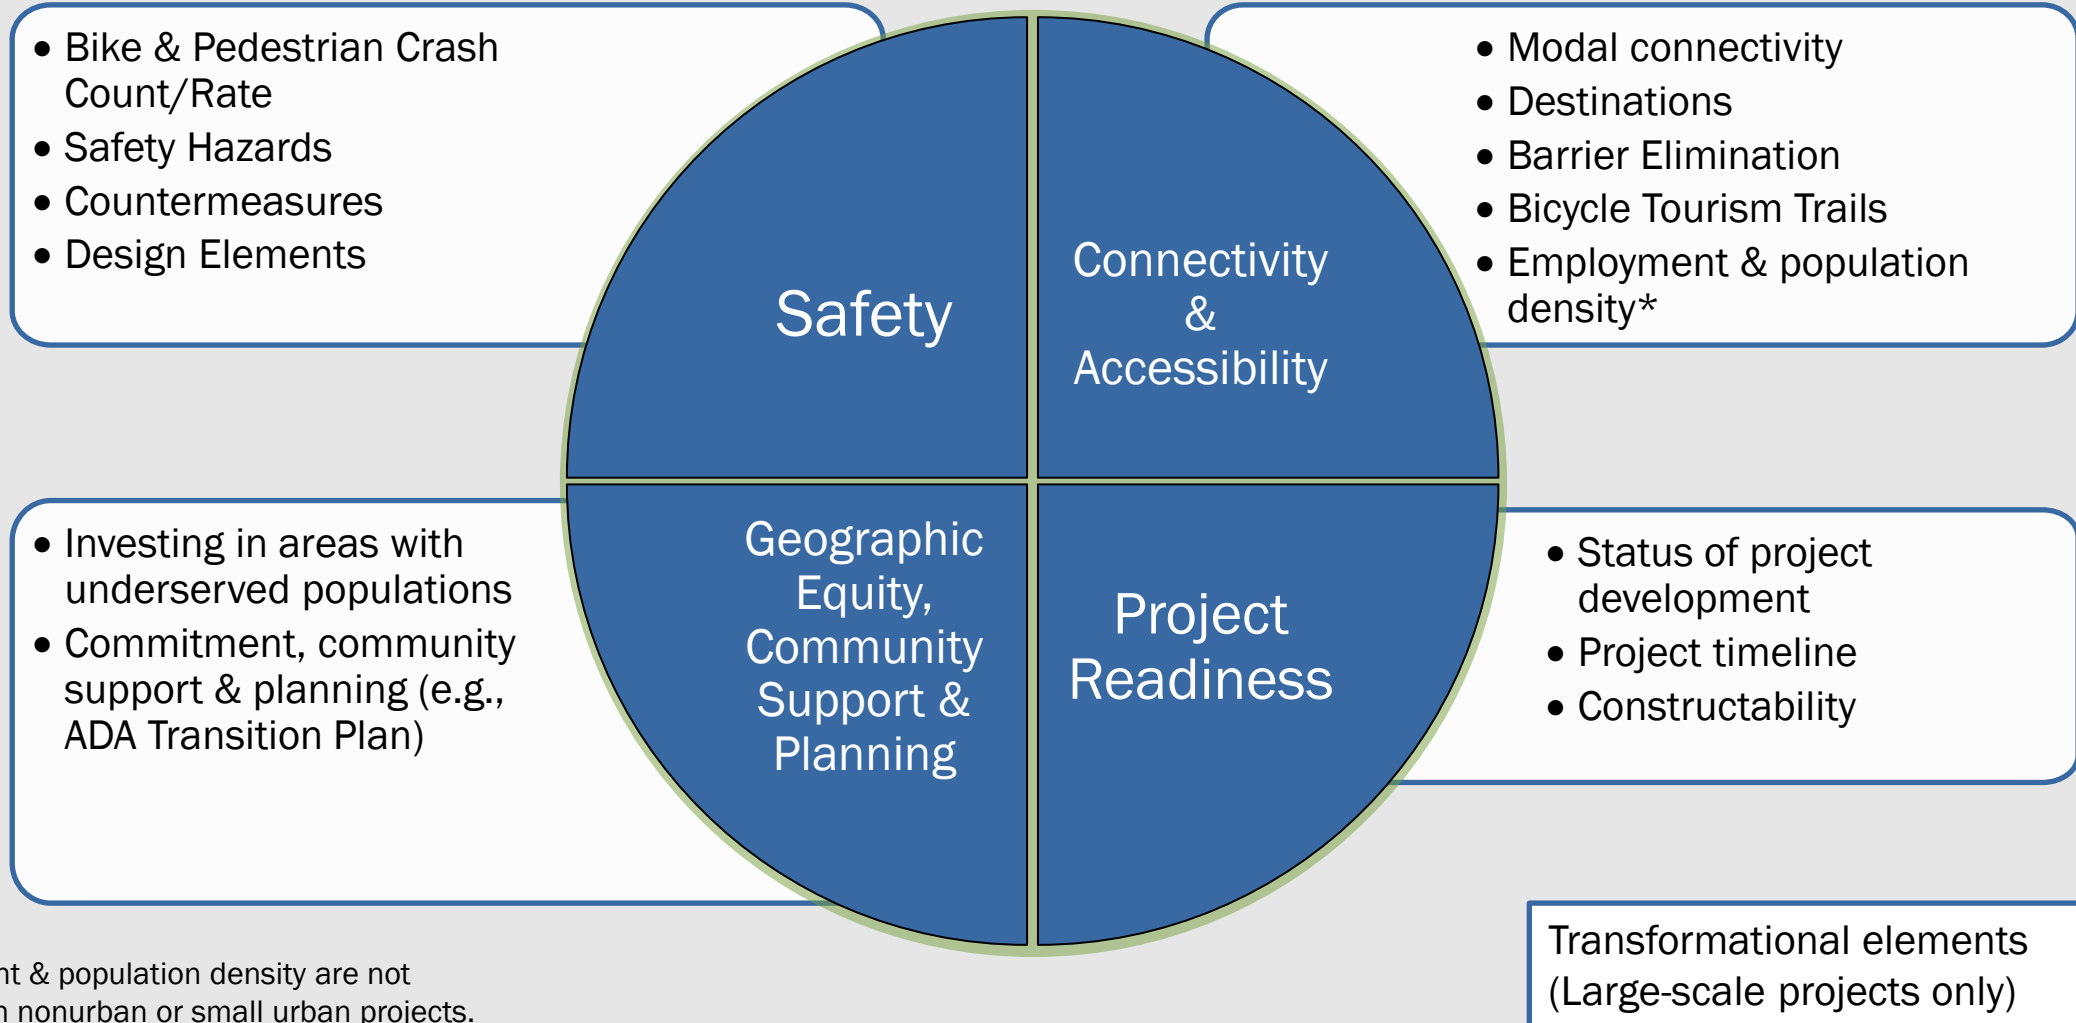 • Bike & Pedestrian Crash
Count/Rate
• Safety Hazards
• Countermeasures
• Design Elements
Safety
Connectivity
&
Accessibility
• Modal connectivity
• Destinations
• Barrier Elimination
• Bicycle Tourism Trails
• Employment & population
density*
• Investing in areas with
underserved populations
• Commitment, community
support & planning (e.g.,
ADA Transition Plan)
Geographic
Equity,
Community
Support &
Planning
Project
Readiness
• Status of project
development
• Project timeline
• Constructability
& population density are not
nonurban or small urban projects.
Transformational elements
(Large-scale projects only)